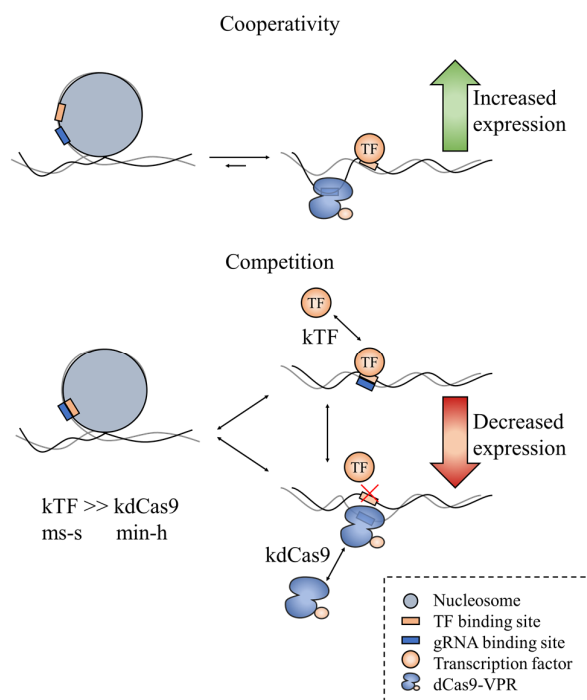 Cooperativity
Increased
expression
TF
Competition
TF
kTF
TF
Decreased
expression
TF
kTF >> kdCas9
ms-s min-h
kdCas9
Nucleosome
TF binding site
gRNA binding site
Transcription factor
dCas9-VPR